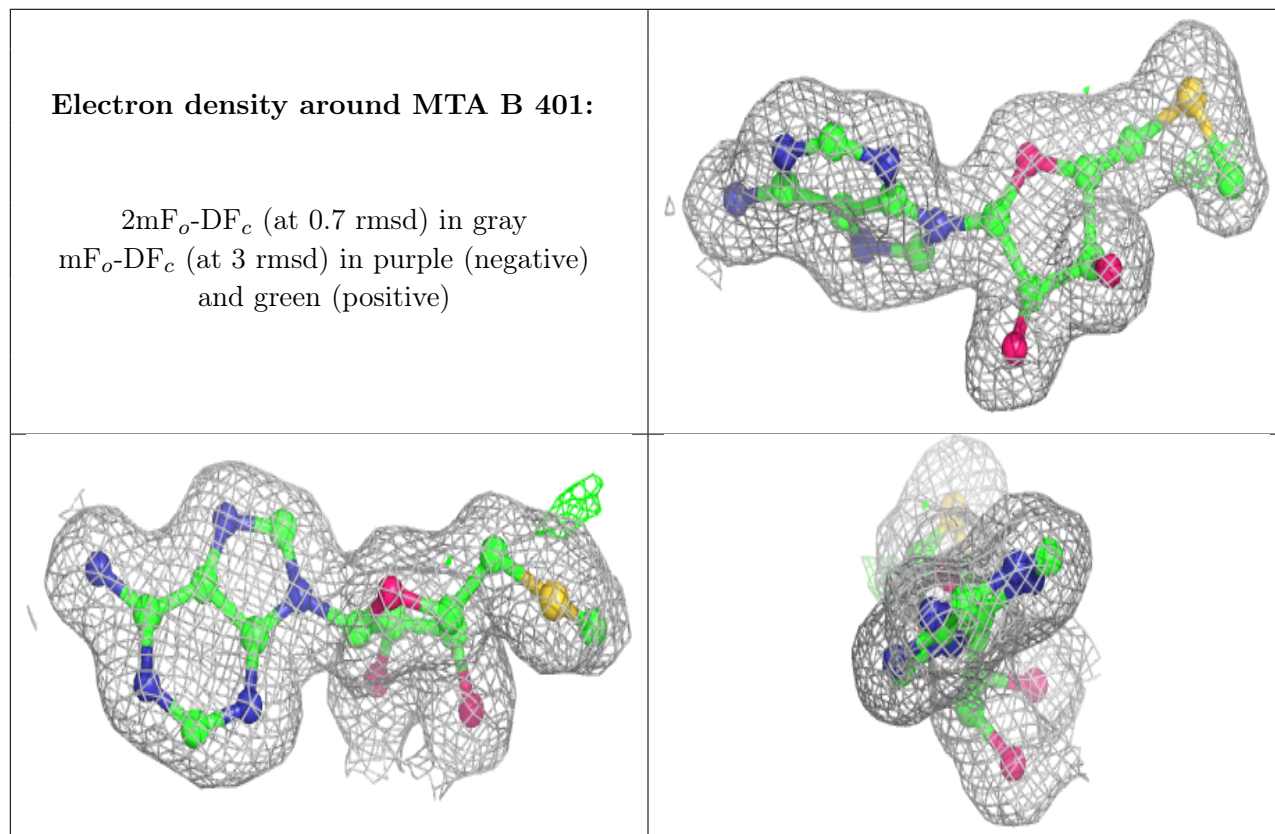 Electron density around MTA B 401:
2mFo-DFc (at 0.7 rmsd) in gray
mFo-DFc (at 3 rmsd) in purple (negative)
and green (positive)